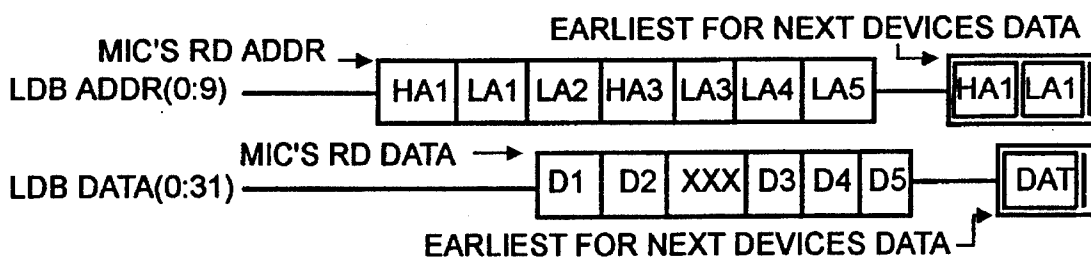 EARLIEST FOR NEXT DEVICES DATA
MIC'S RD ADDR
LDB ADDR(0:9) HA1 LA1 LA2 HA3 LA3 LA4 LA5 HA1 LA1
MIC'S RD DATA
LDB DATA(0:31) D1 D2 XXX D3 D4 D5 DAT
EARLIEST FOR NEXT DEVICES DATA